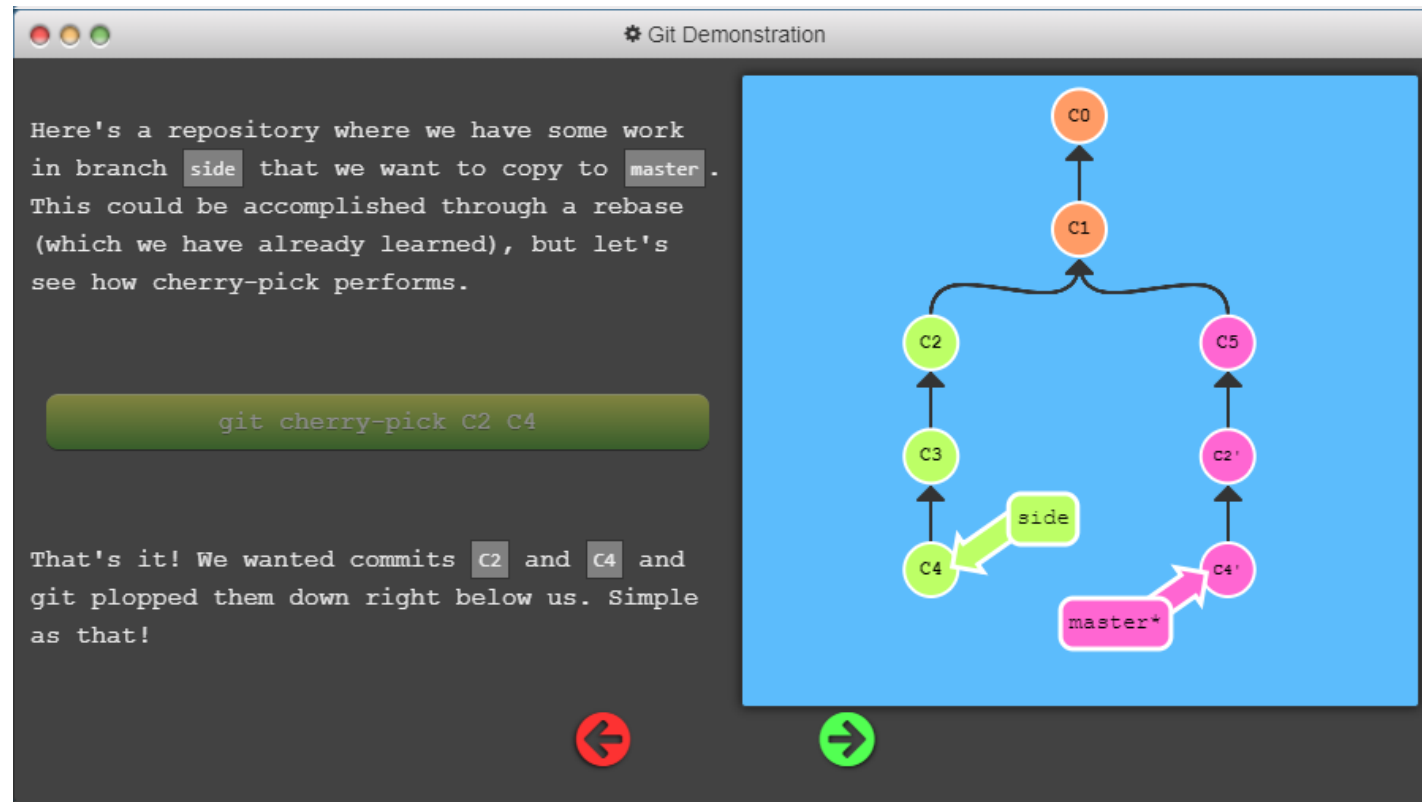 Git Demonstration
Here's a repository where we have some work
in branch side that we want to copy to master.
This could be accomplished through a rebase
(which we have already learned), but let's
see how cherry-pick performs.
git cherry-pick C2 C4
That's it! We wanted commits C2 and C4 and
git plopped them down right below us. Simple
as that!
C0
C1
C2
C5
C3
C2'
side
C4
C4'
master*